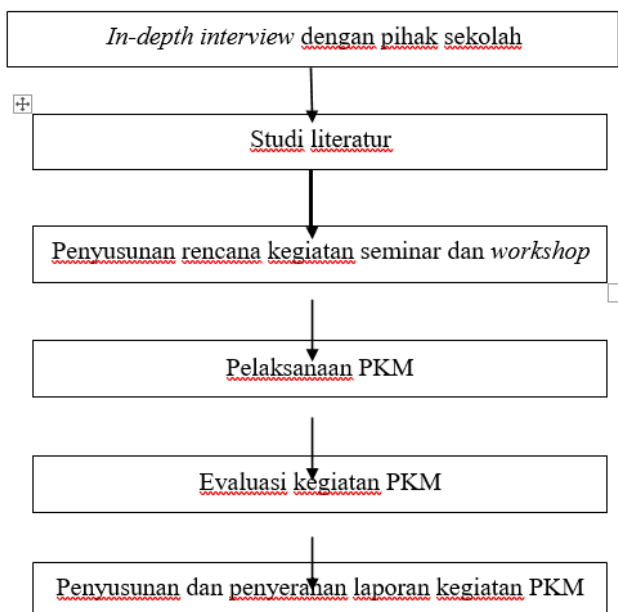 In-depth interview dengan pihak sekolah
Studi literatur
Penyusunan rencana kegiatan seminar dan workshop
Pelaksanaan PKM
Evaluasi kegiatan PKM
Penyusunan dan penyerahan laporan kegiatan PKM